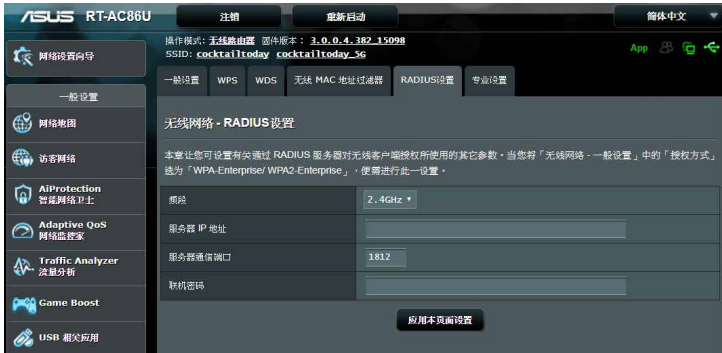 ASUS RT-AC86U 注销 重新启动 简体中文
操作模式: 无线路由器 固件版本: 3.0.0.4.382_15098
SSID: cocktailtoday cocktailtoday_5G
App
网络设置向导
一般设置 WPS WDS 无线 MAC 地址过滤器 RADIUS设置 专业设置
一般设置
网络地图
访客网络
AiProtection
智能网络卫士
Adaptive QoS
网络监控家
Traffic Analyzer
流量分析
Game Boost
USB 相关应用
无线网络 - RADIUS设置
本章让您可设置有关通过 RADIUS 服务器对无线客户端授权所使用的其它参数。当您将「无线网络 - 一般设置」中的「授权方式」
选为「WPA-Enterprise/ WPA2-Enterprise」，便需进行此一设置。
频段 2.4GHz
服务器 IP 地址
服务器通信端口 1812
联机密码
应用本页面设置